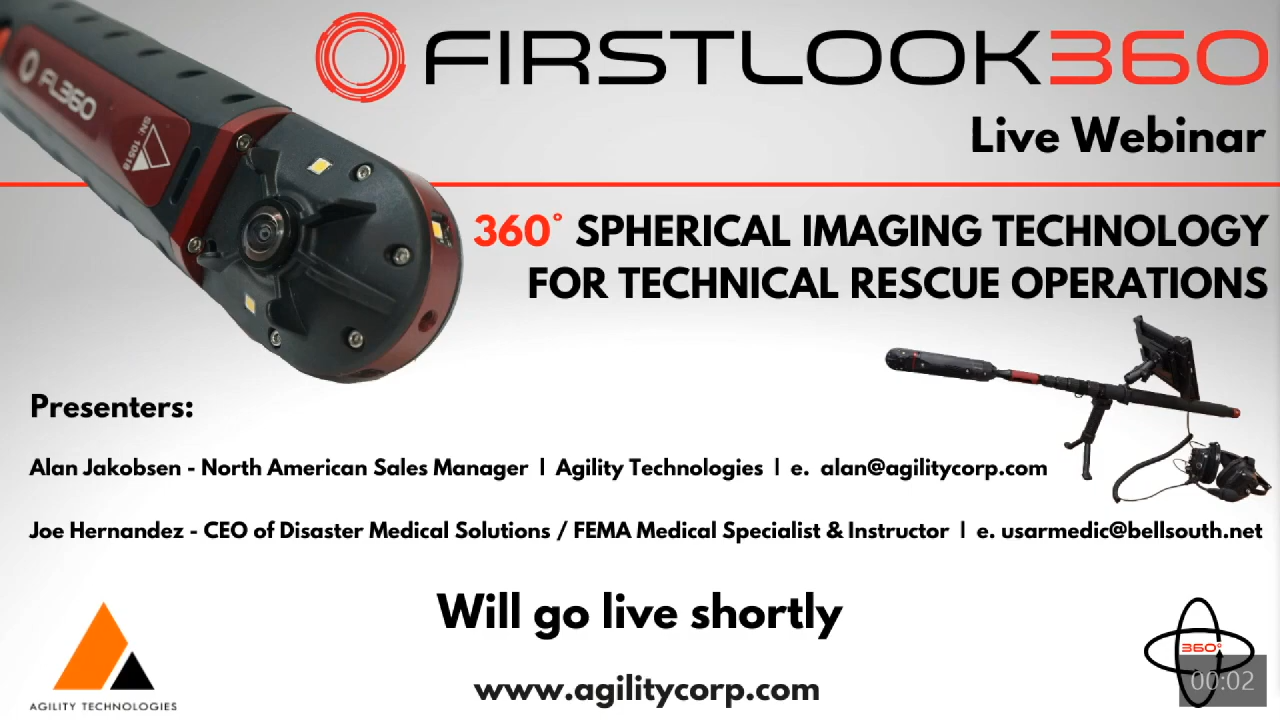 FIRSTLOOK360
FL360
SN: 10515
Live Webinar
360° SPHERICAL IMAGING TECHNOLOGY
FOR TECHNICAL RESCUE OPERATIONS
Presenters:
Alan Jakobsen - North American Sales Manager | Agility Technologies | e. alan@agilitycorp.com
Joe Hernandez - CEO of Disaster Medical Solutions / FEMA Medical Specialist & Instructor | e. usarmedic@bellsouth.net
Will go live shortly
www.agilitycorp.com
AGILITY TECHNOLOGIES
360°
00:02